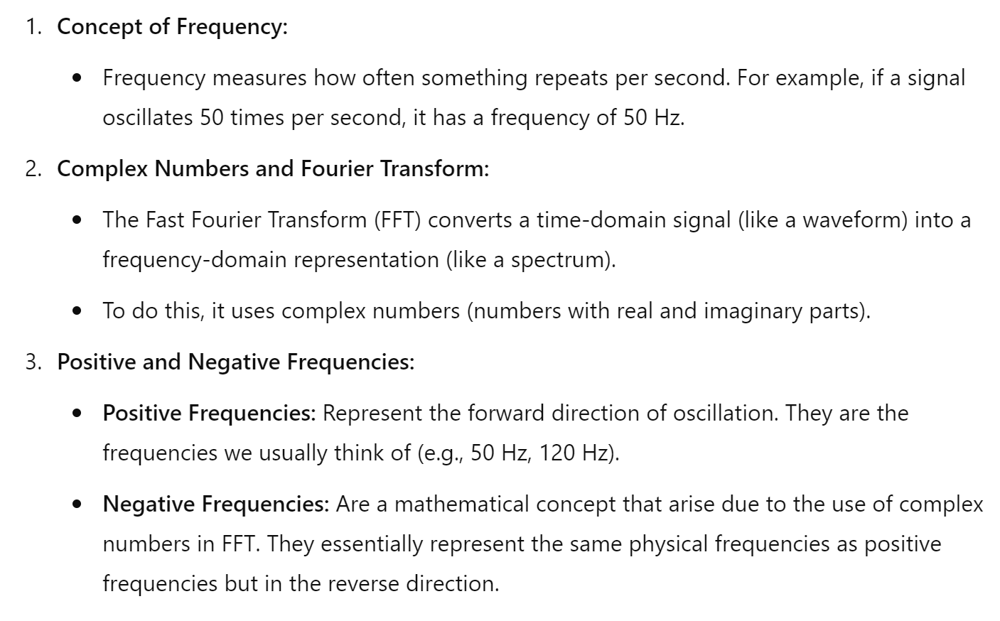 1. Concept of Frequency:
• Frequency measures how often something repeats per second. For example, if a signal
oscillates 50 times per second, it has a frequency of 50 Hz.
2. Complex Numbers and Fourier Transform:
• The Fast Fourier Transform (FFT) converts a time-domain signal (like a waveform) into a
frequency-domain representation (like a spectrum).
• To do this, it uses complex numbers (numbers with real and imaginary parts).
3. Positive and Negative Frequencies:
• Positive Frequencies: Represent the forward direction of oscillation. They are the
frequencies we usually think of (e.g., 50 Hz, 120 Hz).
• Negative Frequencies: Are a mathematical concept that arise due to the use of complex
numbers in FFT. They essentially represent the same physical frequencies as positive
frequencies but in the reverse direction.